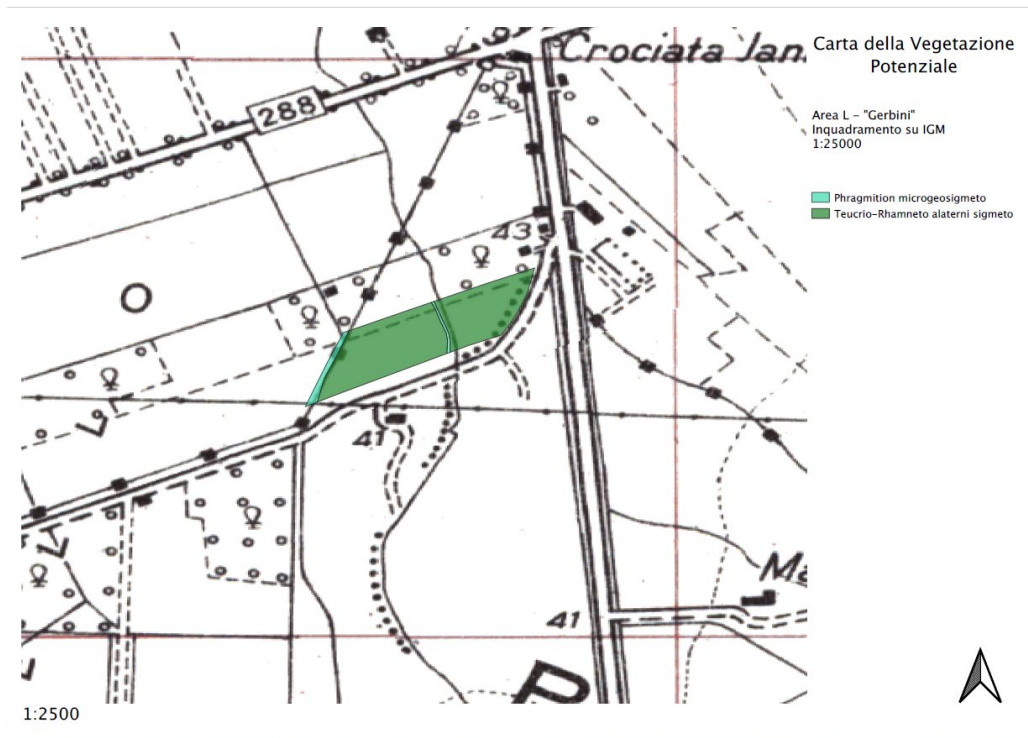 Carta della Vegetazione
Potenziale
Area L - "Gerbini"
Inquadramento su IGM
1:25000
Phragmition microgeosigmeto
Teucrio-Rhamneto alaterni sigmeto
Crociata Jan
288
43
O
41
41
Ma
P
1:2500